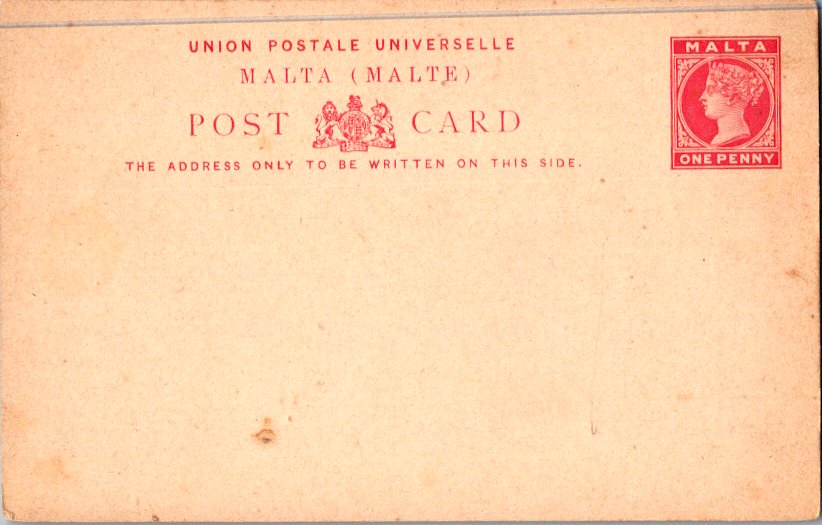 UNION POSTALE UNIVERSELLE
MALTA (MALTE)
POST CARD
THE ADDRESS ONLY TO BE WRITTEN ON THIS SIDE.
MALTA
ONE PENNY